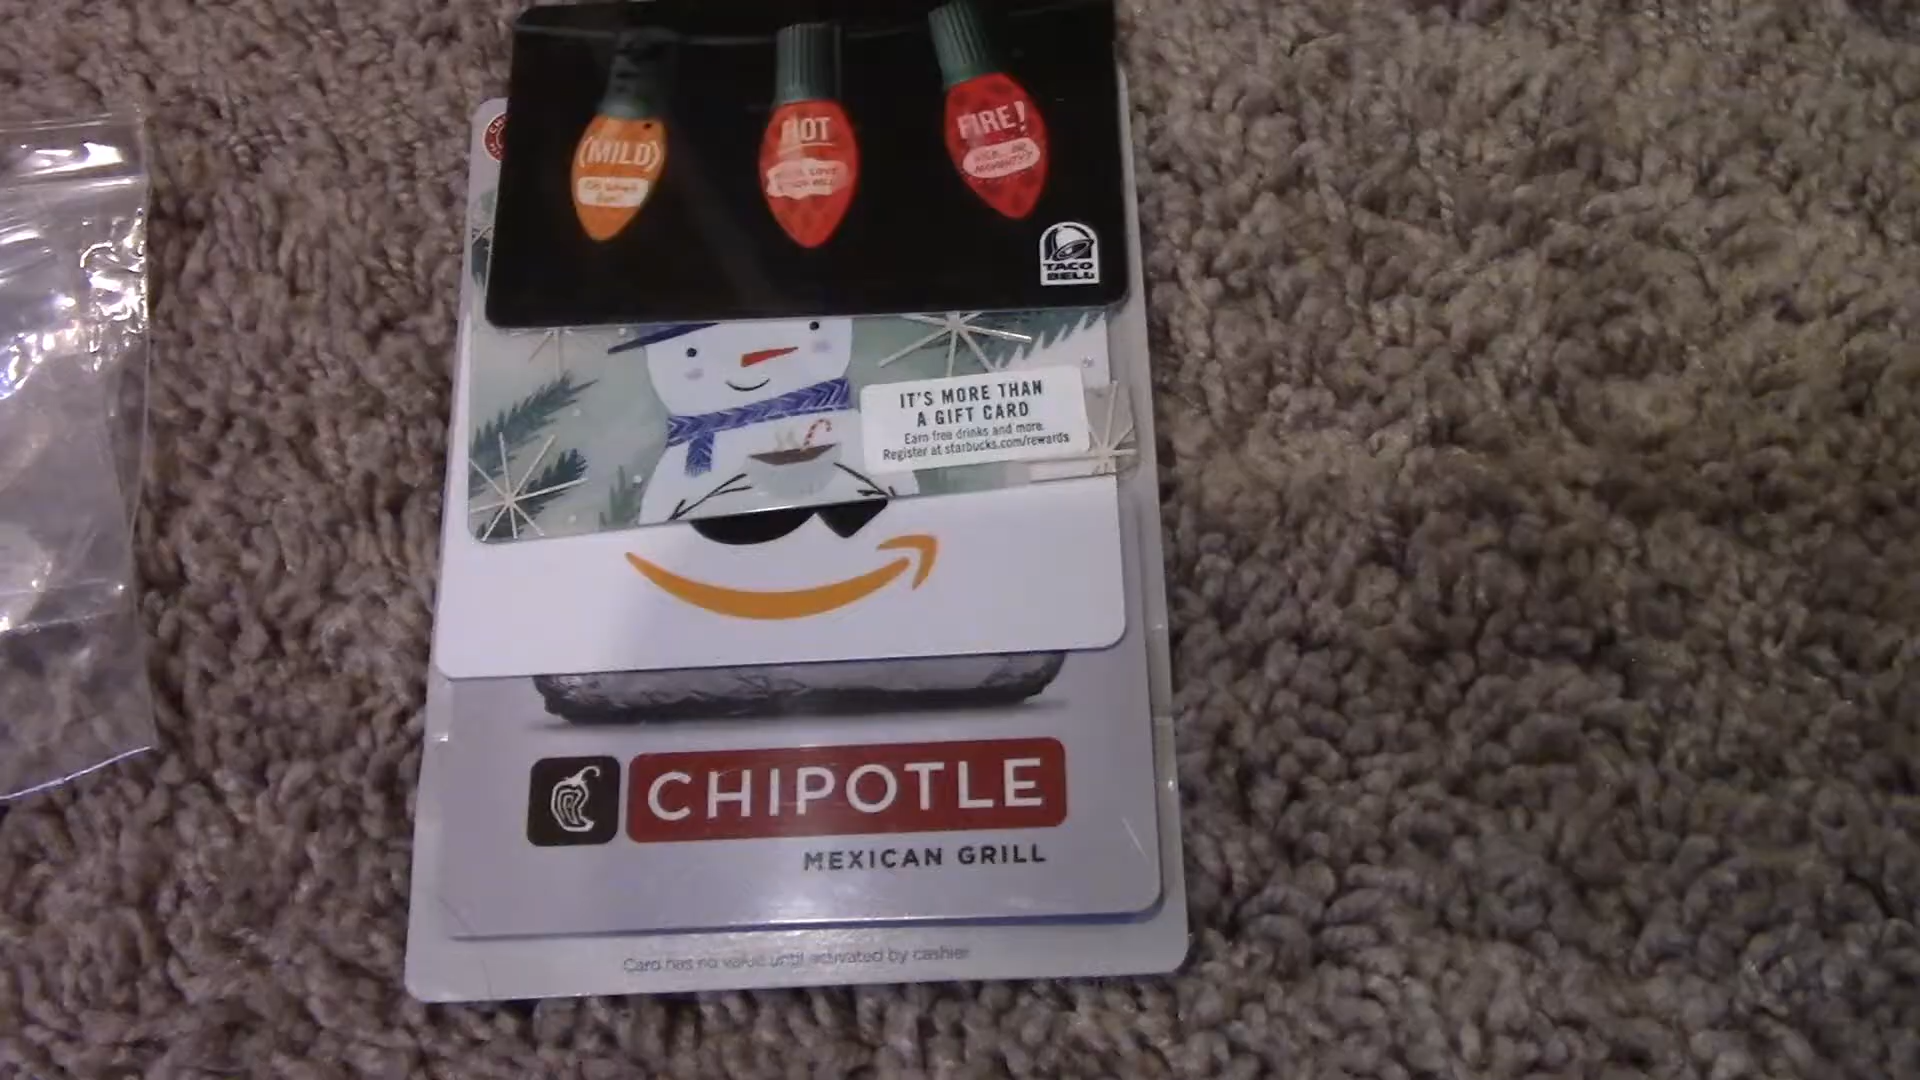 (MILD)
HOT
FIRE!
TACO
BELL
IT'S MORE THAN
A GIFT CARD
Earn free drinks and more.
Register at starbucks.com/rewards
CHIPOTLE
MEXICAN GRILL
Card has no value until activated by cashier